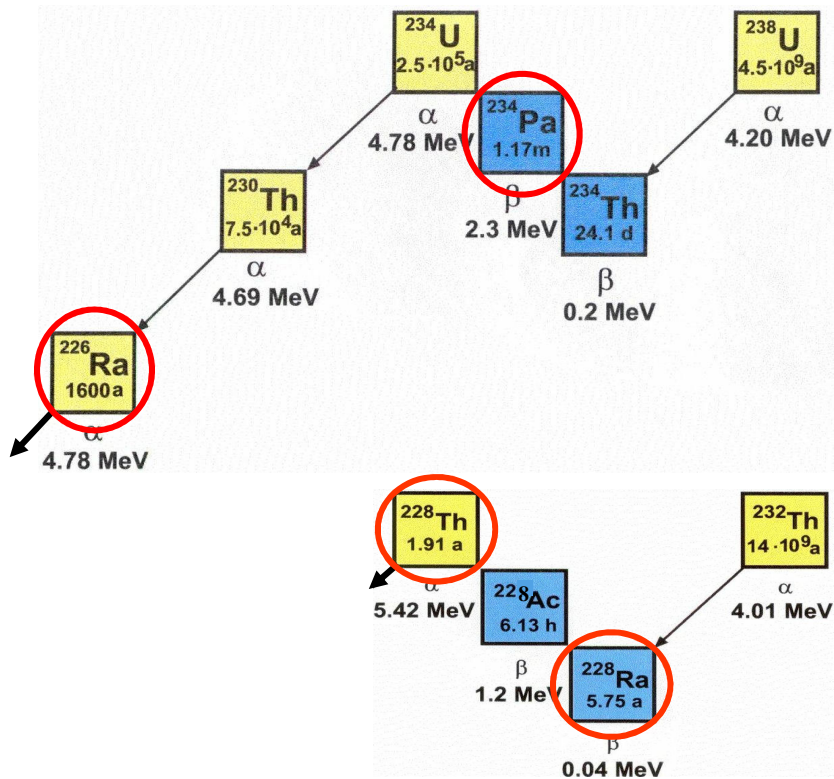 234U
2.5·10⁵a
α
4.78 MeV
234Pa
1.17m
β
2.3 MeV
238U
4.5·10⁹a
α
4.20 MeV
234Th
24.1 d
β
0.2 MeV
230Th
7.5·10⁴a
α
4.69 MeV
226Ra
1600a
α
4.78 MeV
228Th
1.91 a
α
5.42 MeV
228Ac
6.13 h
β
1.2 MeV
232Th
14·10⁹a
α
4.01 MeV
228Ra
5.75 a
β
0.04 MeV